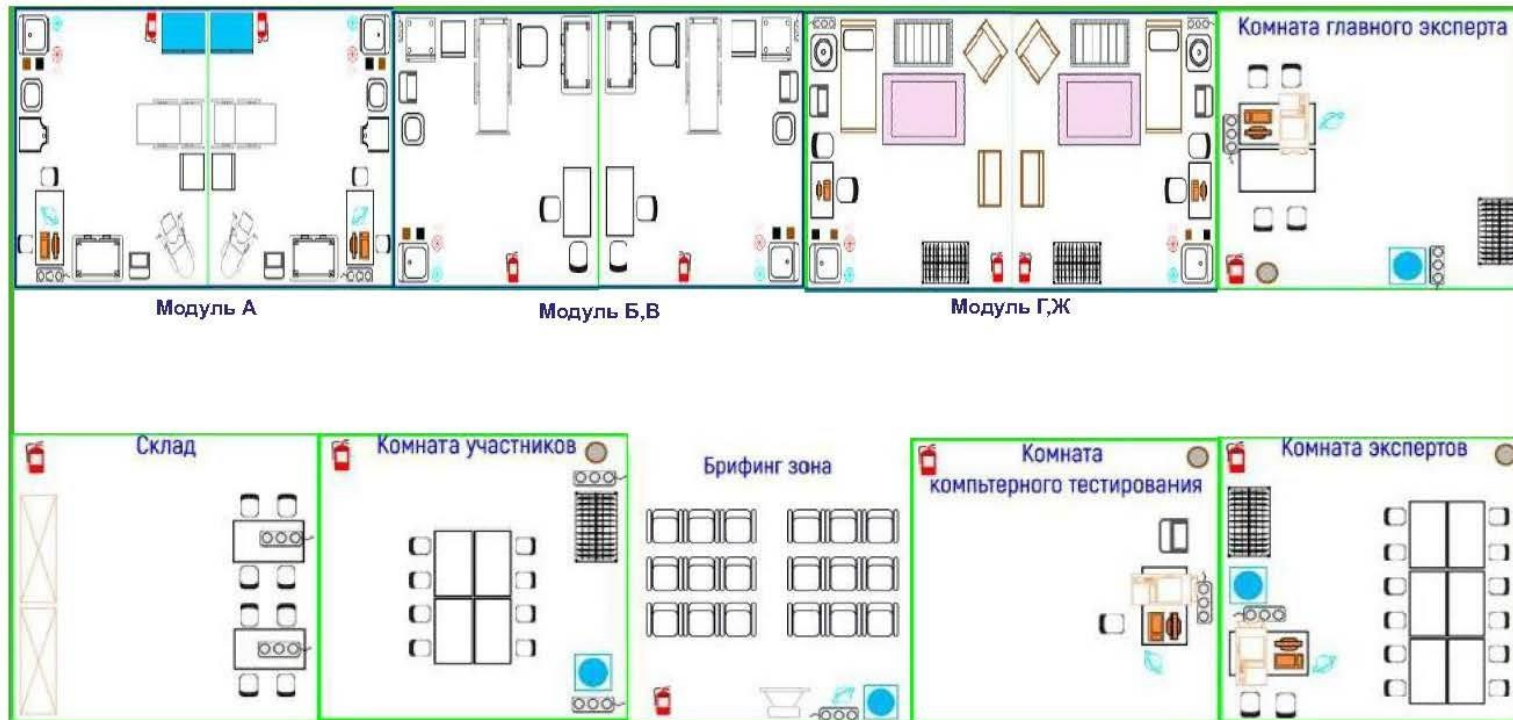 Комната главного эксперта
Модуль А
Модуль Б,В
Модуль Г,Ж
Склад
Комната участников
Брифинг зона
Комната
компьтерного тестирования
Комната экспертов